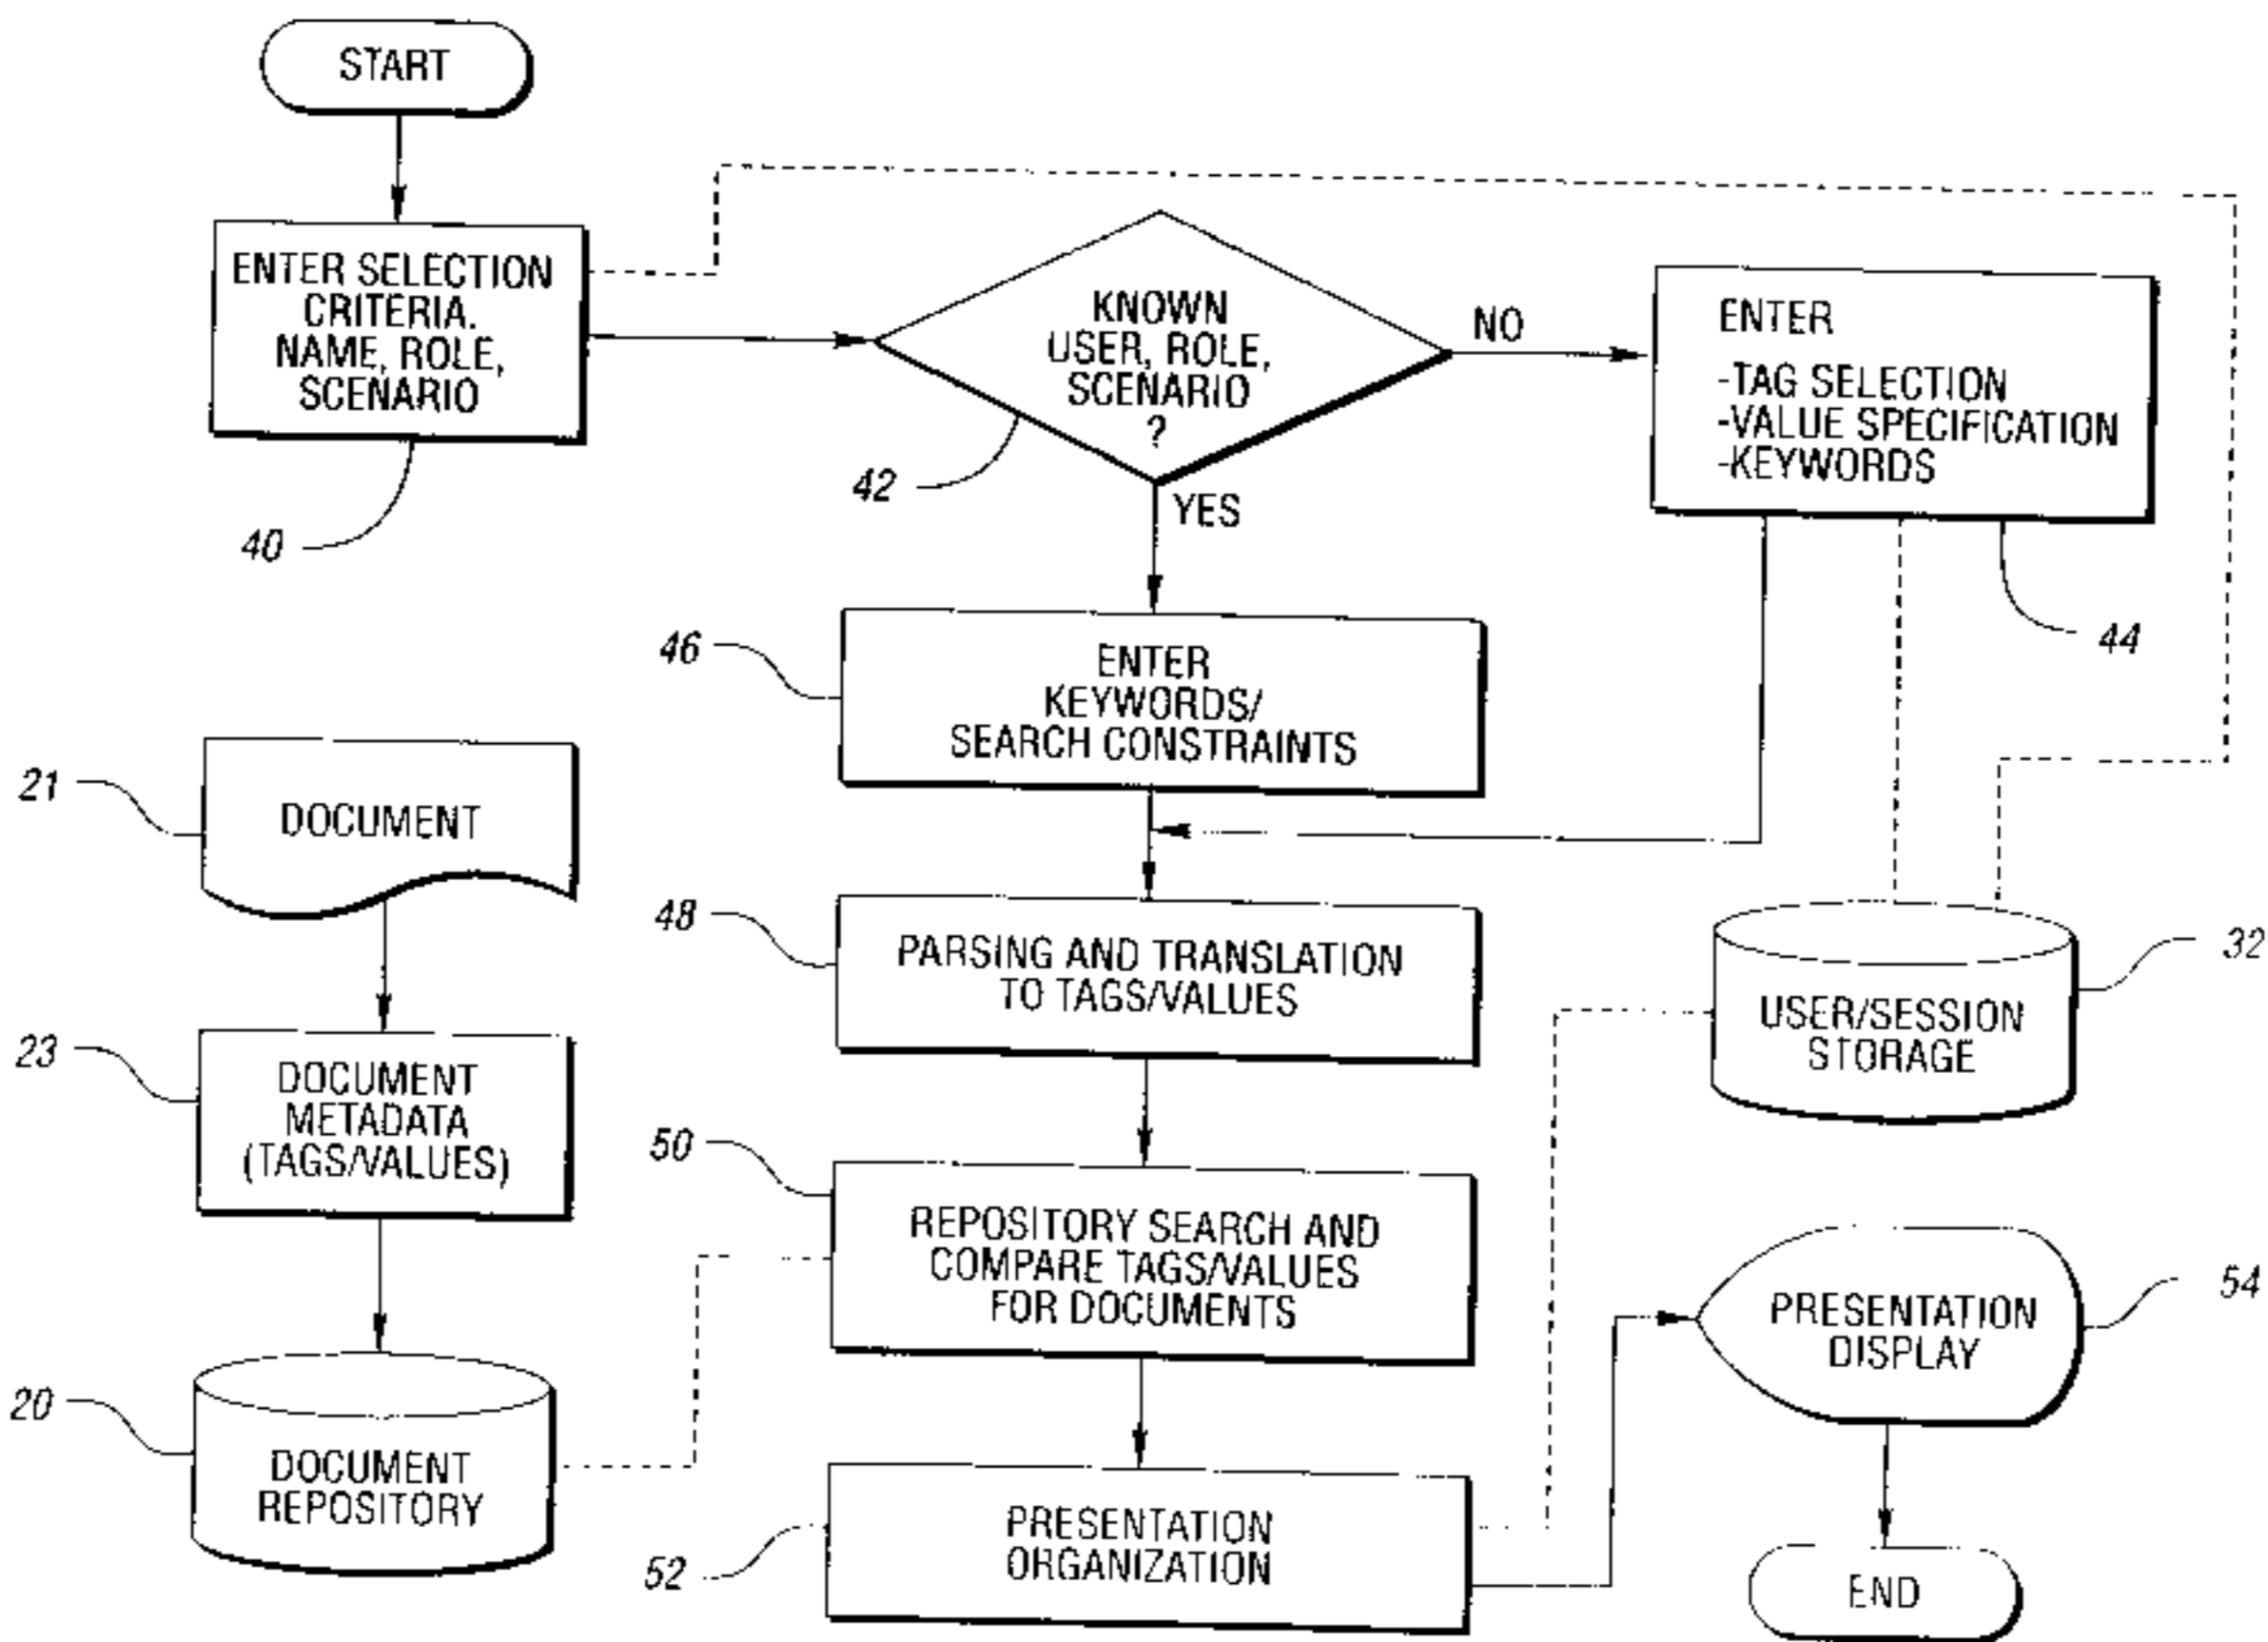 START
ENTER SELECTION
CRITERIA.
NAME, ROLE,
SCENARIO
40
KNOWN
USER, ROLE,
SCENARIO
?
42
NO
YES
ENTER
-TAG SELECTION
-VALUE SPECIFICATION
-KEYWORDS
44
46
ENTER
KEYWORDS/
SEARCH CONSTRAINTS
21
DOCUMENT
48
PARSING AND TRANSLATION
TO TAGS/VALUES
32
USER/SESSION
STORAGE
23
DOCUMENT
METADATA
(TAGS/VALUES)
50
REPOSITORY SEARCH AND
COMPARE TAGS/VALUES
FOR DOCUMENTS
54
PRESENTATION
DISPLAY
20
DOCUMENT
REPOSITORY
52
PRESENTATION
ORGANIZATION
END